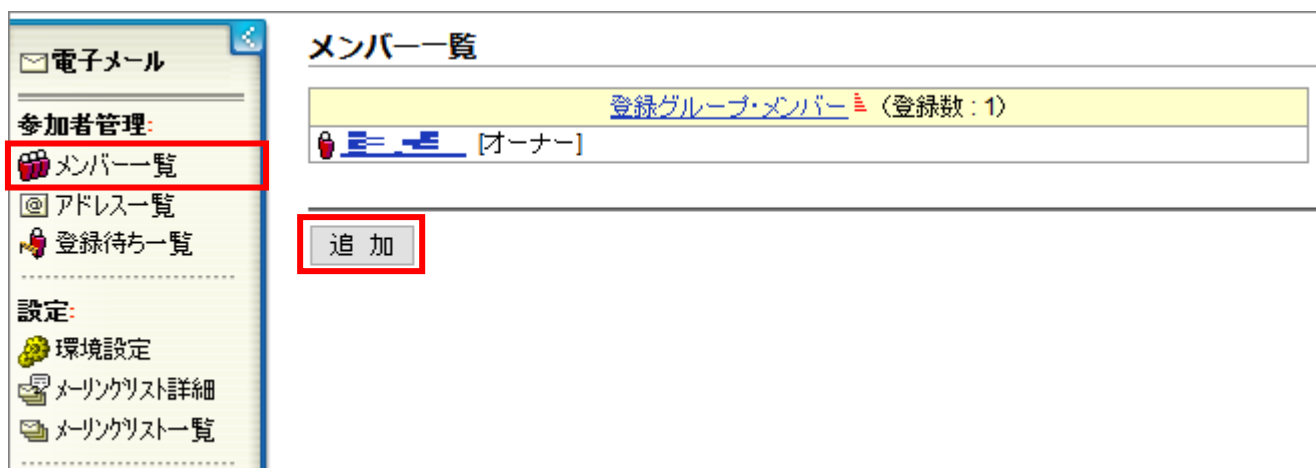 電子メール
参加者管理:
メンバー一覧
アドレス一覧
登録待ち一覧
設定:
環境設定
メーリングリスト詳細
メーリングリスト一覧
メンバー一覧
登録グループ・メンバー (登録数 : 1)
[オーナー]
追 加